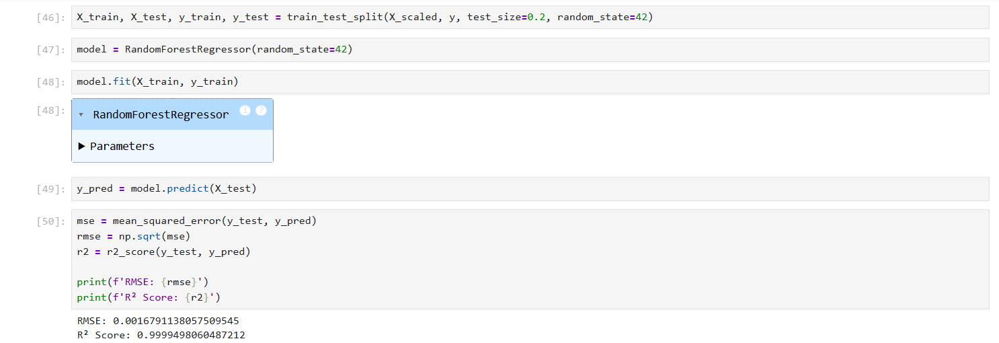 [46]: X_train, X_test, y_train, y_test = train_test_split(X_scaled, y, test_size=0.2, random_state=42)
[47]: model = RandomForestRegressor(random_state=42)
[48]: model.fit(X_train, y_train)
[48]: ▾ RandomForestRegressor i ?
▶ Parameters
[49]: y_pred = model.predict(X_test)
[50]: mse = mean_squared_error(y_test, y_pred)
rmse = np.sqrt(mse)
r2 = r2_score(y_test, y_pred)
print(f'RMSE: {rmse}')
print(f'R² Score: {r2}')
RMSE: 0.0016791138057509545
R² Score: 0.9999498060487212